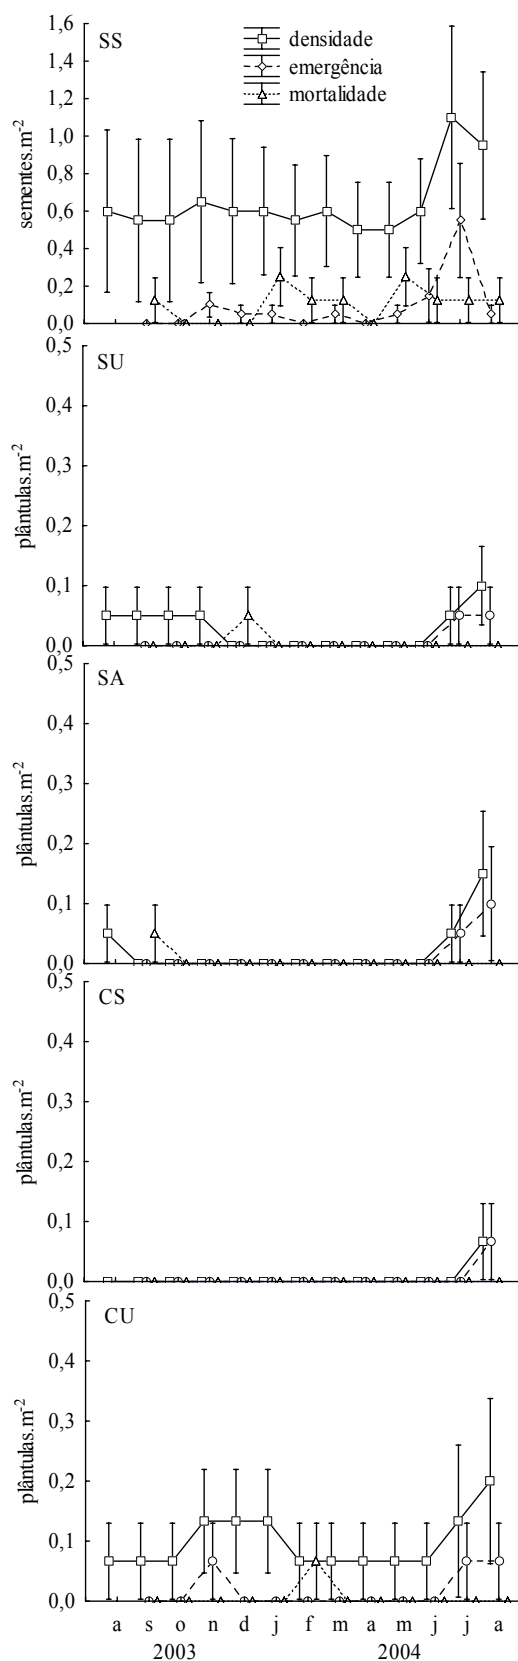 SS
densidade
emergência
mortalidade
1,6
1,4
1,2
1,0
0,8
0,6
0,4
0,2
0,0
sementes.m-2
SU
0,5
0,4
0,3
0,2
0,1
0,0
plântulas.m-2
SA
0,5
0,4
0,3
0,2
0,1
0,0
plântulas.m-2
CS
0,5
0,4
0,3
0,2
0,1
0,0
plântulas.m-2
CU
0,5
0,4
0,3
0,2
0,1
0,0
plântulas.m-2
a s o n d j f m a m j j a
2003 2004